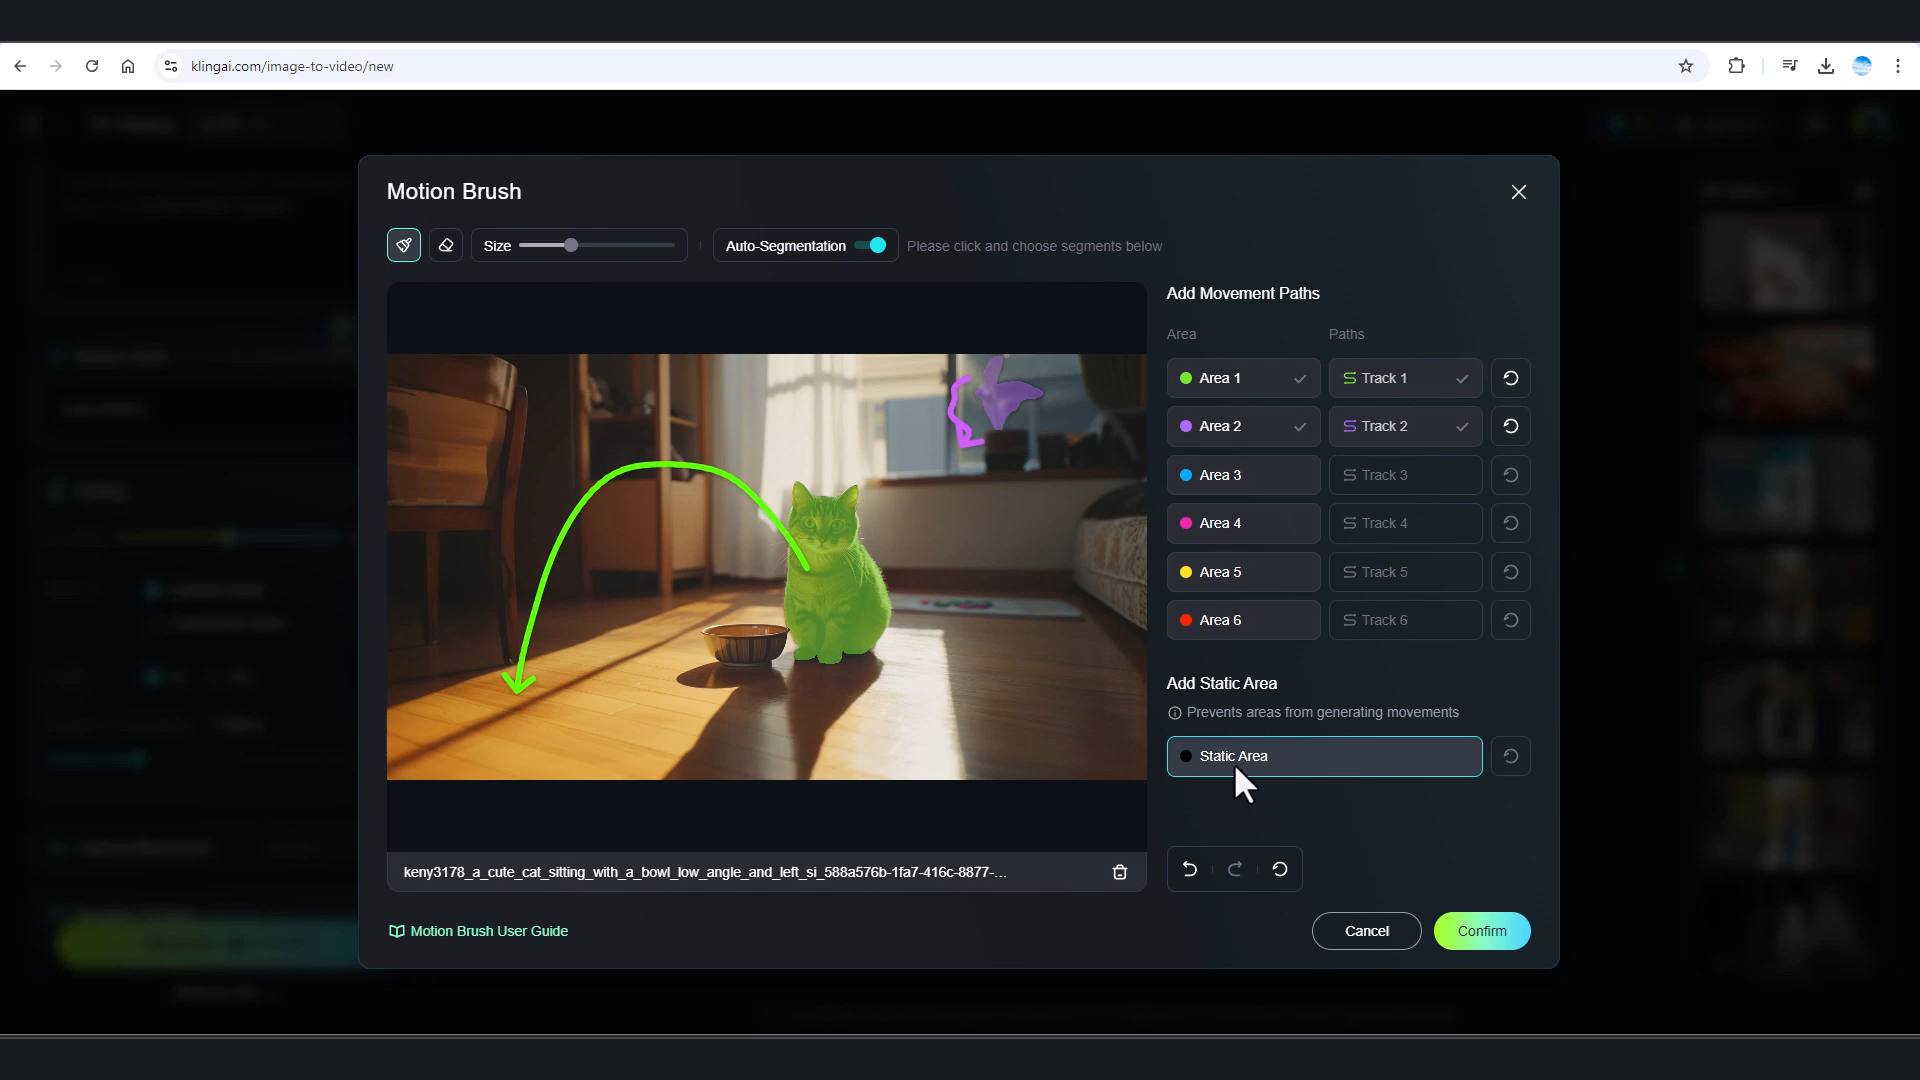 klingai.com/image-to-video/new
Motion Brush
Size
Auto-Segmentation
Please click and choose segments below
Add Movement Paths
Area
Paths
Area 1
Track 1
Area 2
Track 2
Area 3
Track 3
Area 4
Track 4
Area 5
Track 5
Area 6
Track 6
Add Static Area
Prevents areas from generating movements
Static Area
keny3178_a_cute_cat_sitting_with_a_bowl_low_angle_and_left_si_588a576b-1fa7-416c-8877-...
Motion Brush User Guide
Cancel
Confirm